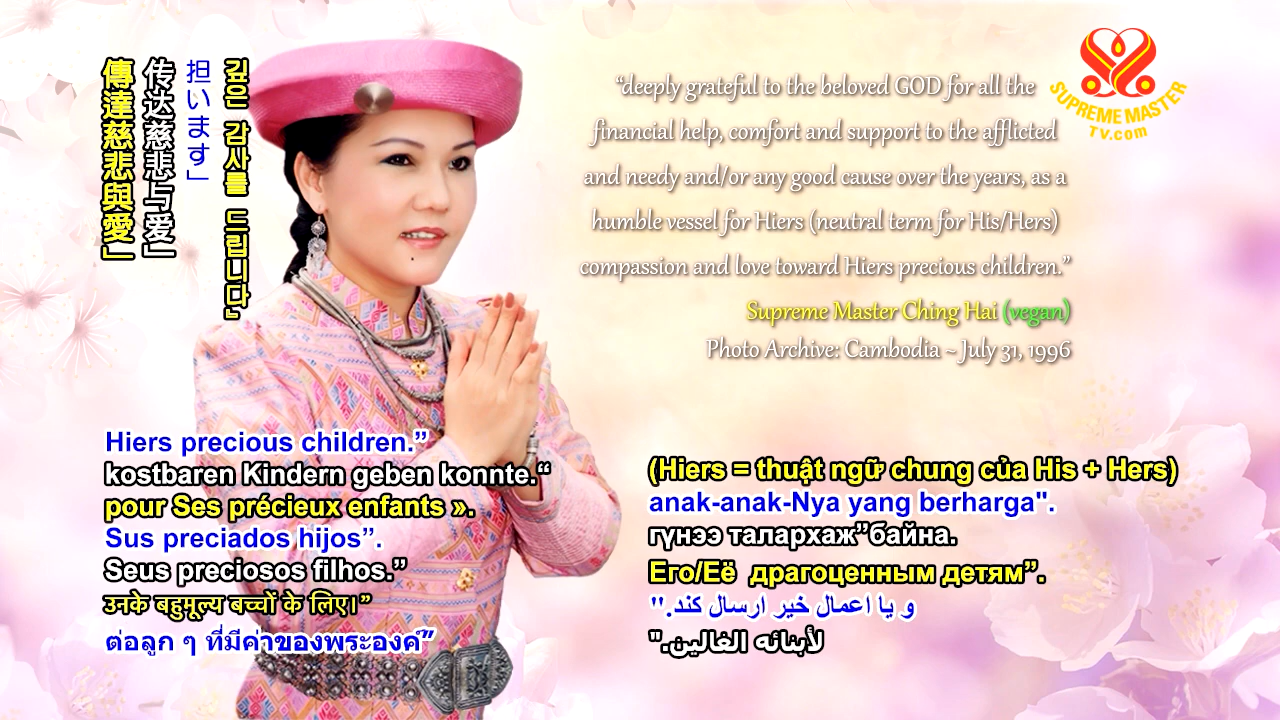 傳達慈悲與愛」
传达慈悲与爱」
担います」
깊은 감사를 드립니다』
“deeply grateful to the beloved GOD for all the
financial help, comfort and support to the afflicted
and needy and/or any good cause over the years, as a
humble vessel for Hiers (neutral term for His/Hers)
compassion and love toward Hiers precious children.”
Supreme Master Ching Hai (vegan)
Photo Archive: Cambodia ~ July 31, 1996
SUPREME MASTER
TV.com
Hiers precious children.”
kostbaren Kindern geben konnte.“
pour Ses précieux enfants ».
Sus preciados hijos”.
Seus preciosos filhos.”
उनके बहुमूल्य बच्चों के लिए।”
ต่อลูก ๆ ที่มีค่าของพระองค์”
(Hiers = thuật ngữ chung của His + Hers)
anak-anak-Nya yang berharga".
гүнээ талархаж”байна.
Его/Её драгоценным детям”.
و یا اعمال خیر ارسال کند."
لأبنائه الغالين."